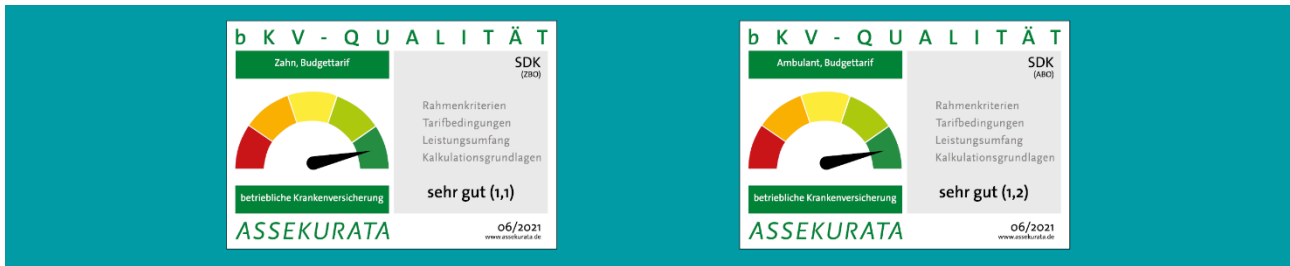 bKV-QUALITÄT
Zahn, Budgettarif
SDK
(ZBO)
Rahmenkriterien
Tarifbedingungen
Leistungsumfang
Kalkulationsgrundlagen
betriebliche Krankenversicherung
sehr gut (1,1)
ASSEKURATA
06/2021
www.assekurata.de
bKV-QUALITÄT
Ambulant, Budgettarif
SDK
(ABO)
Rahmenkriterien
Tarifbedingungen
Leistungsumfang
Kalkulationsgrundlagen
betriebliche Krankenversicherung
sehr gut (1,2)
ASSEKURATA
06/2021
www.assekurata.de